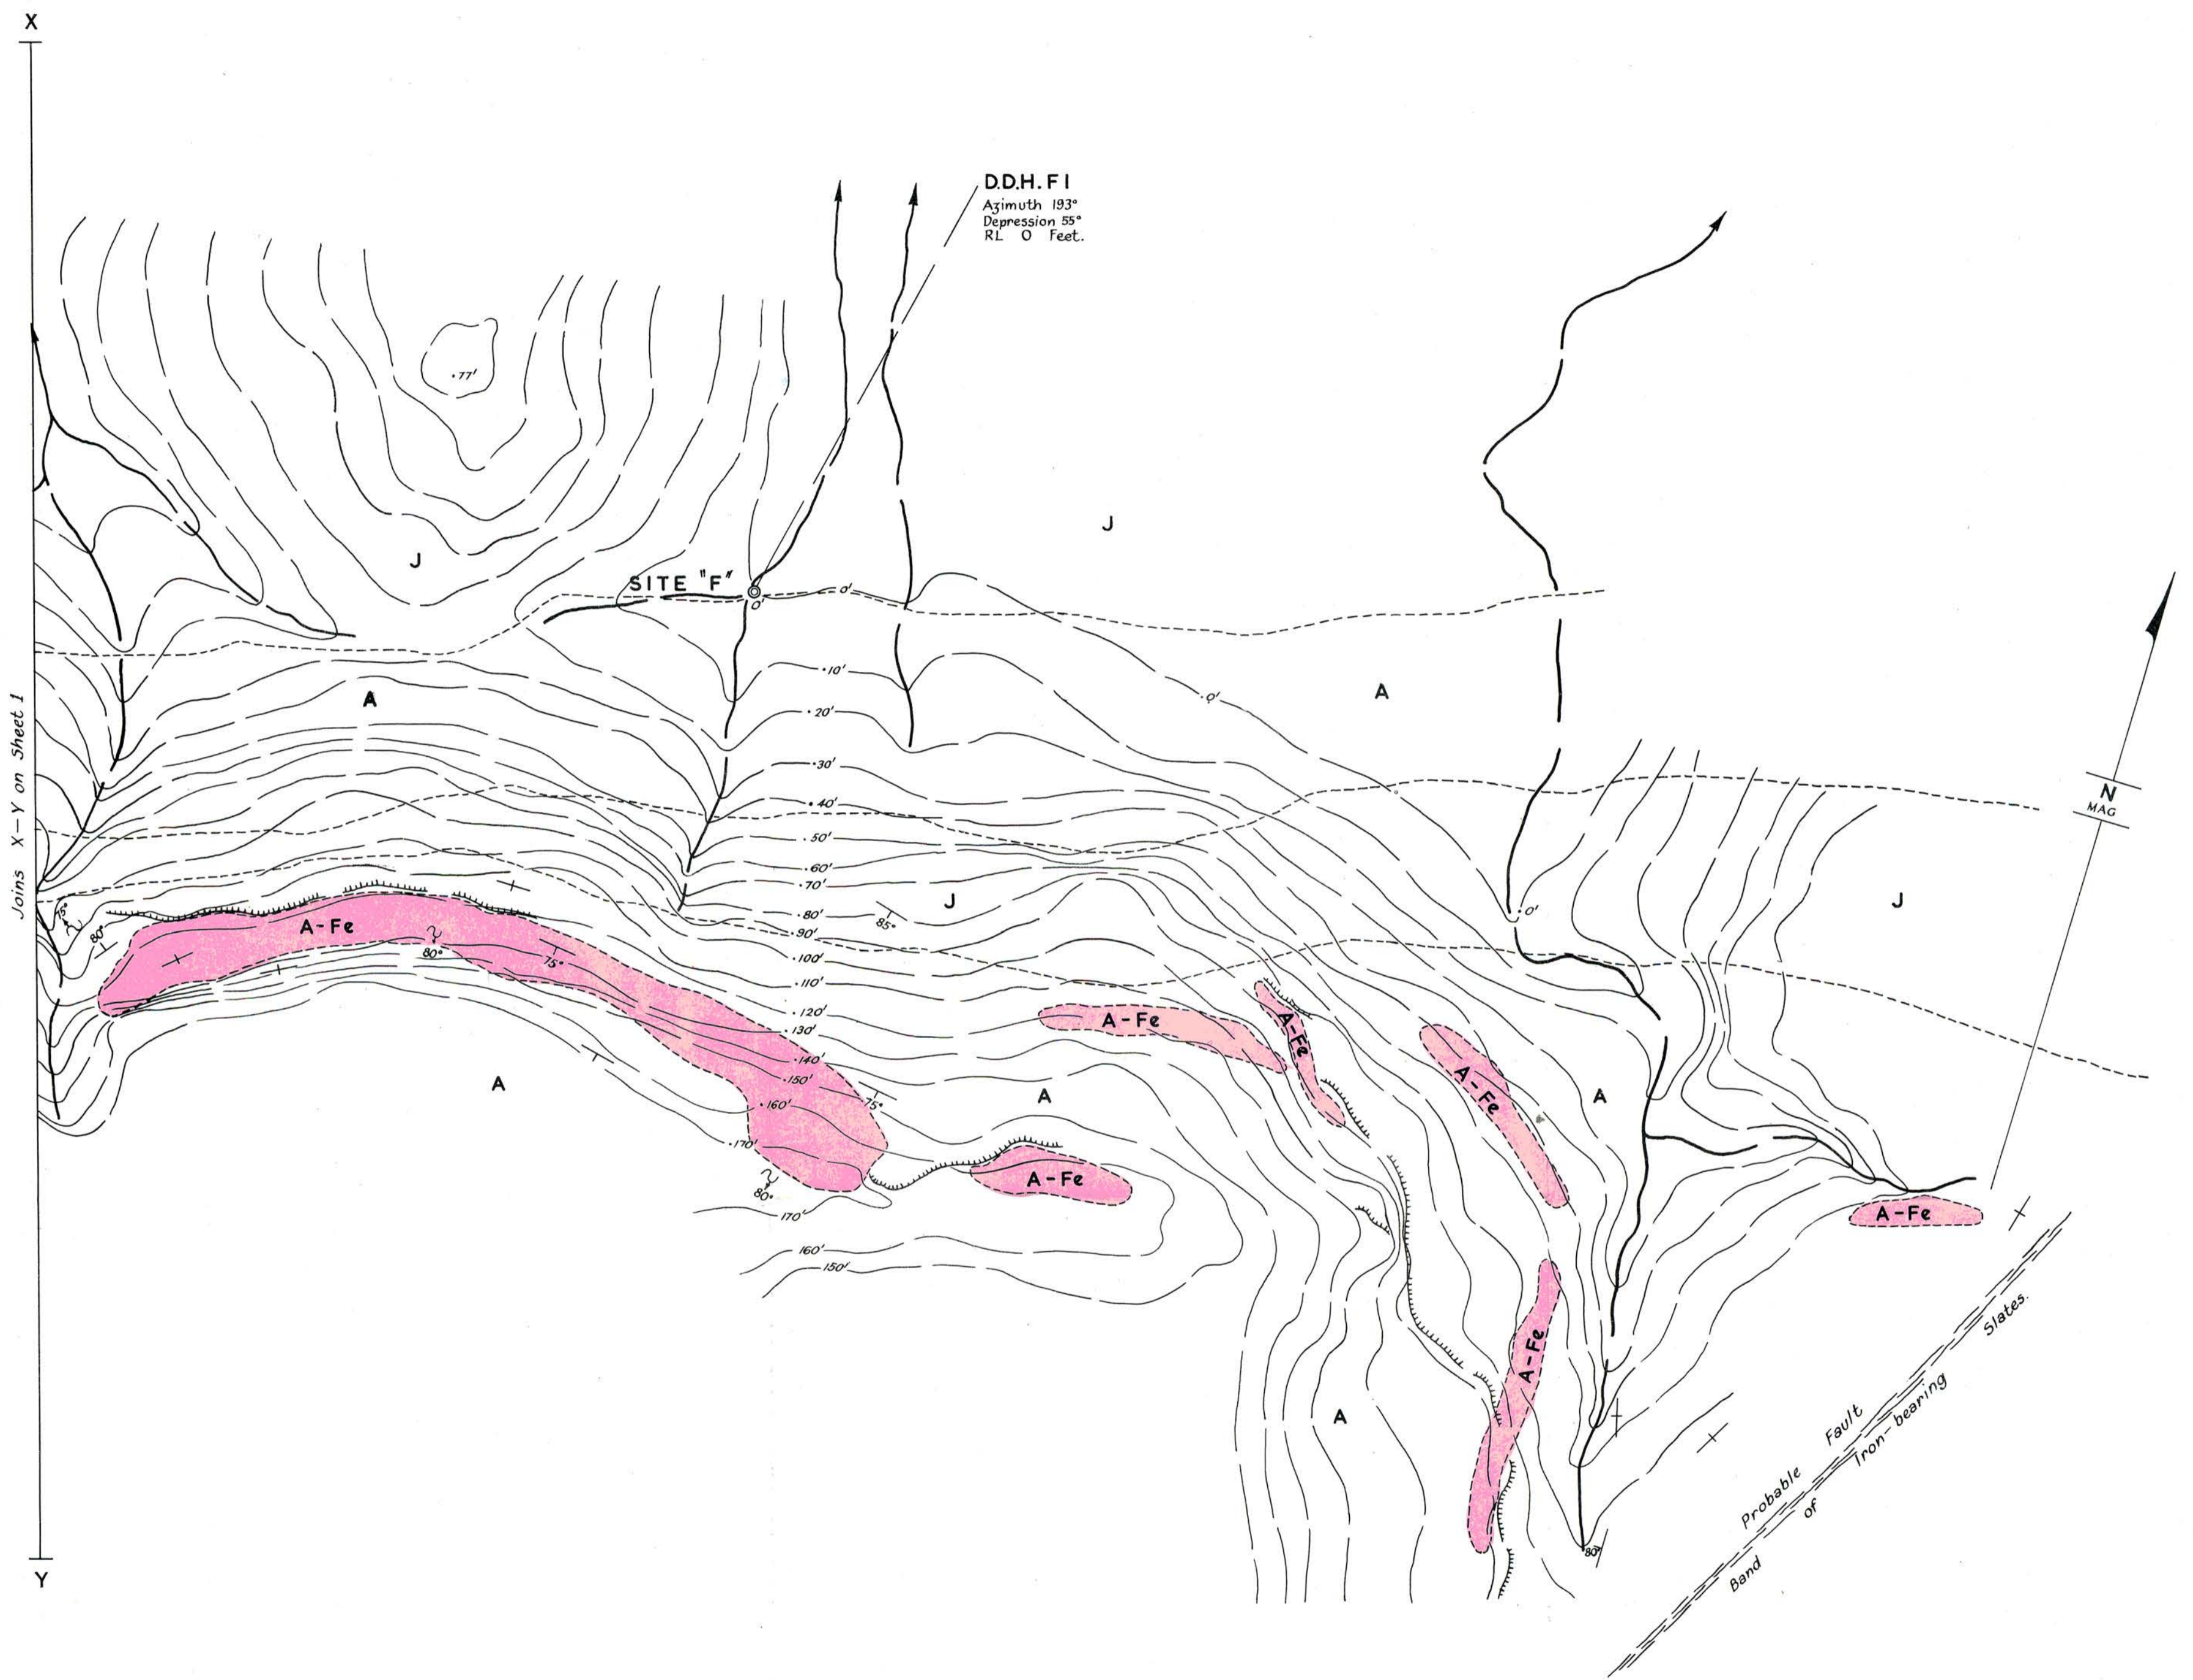 X
D.D.H. F I
Azimuth 193°
Depression 55°
RL O Feet.
.77'
J
J
SITE "F"
0'
0'
.10'
A
A
.0'
.20'
Joins X—Y on Sheet 1
.30'
N
MAG
.40'
.50'
.60'
.70'
J
J
.80'
85°
.0'
75°
80°
A-Fe
.90'
80°
75°
.100'
.110'
.120'
A-Fe
A-Fe
.130'
.140'
.150'
A-Fe
A
.160'
75°
A
A
.170'
80°
A-Fe
170'
A-Fe
160'
150'
A-Fe
A
80°
Probable Fault
Band of Iron-bearing Slates.
Y